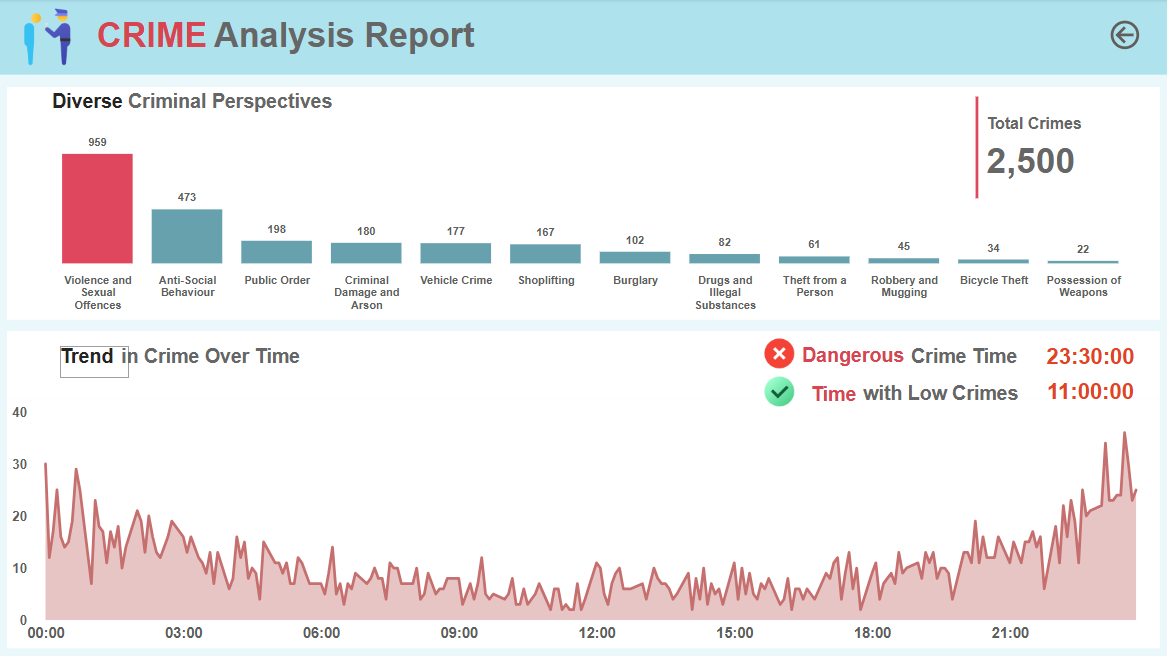 CRIME Analysis Report
Diverse Criminal Perspectives
Total Crimes
2,500
959
473
198
180
177
167
102
82
61
45
34
22
Violence and
Sexual
Offences
Anti-Social
Behaviour
Public Order
Criminal
Damage and
Arson
Vehicle Crime
Shoplifting
Burglary
Drugs and
Illegal
Substances
Theft from a
Person
Robbery and
Mugging
Bicycle Theft
Possession of
Weapons
Trend in Crime Over Time
Dangerous Crime Time 23:30:00
Time with Low Crimes 11:00:00
40
30
20
10
0
00:00 03:00 06:00 09:00 12:00 15:00 18:00 21:00